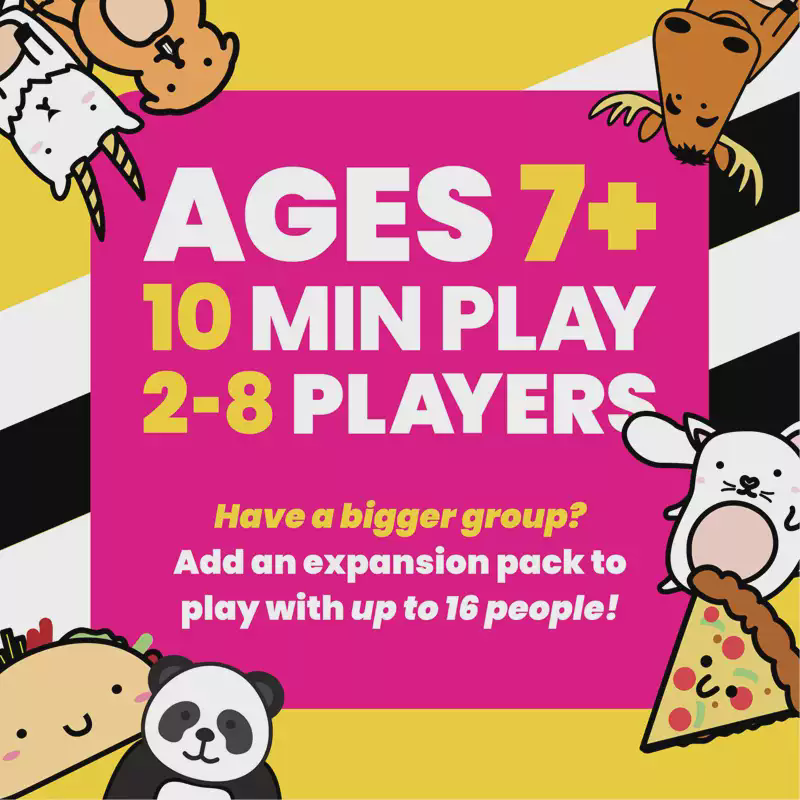 AGES 7+
10 MIN PLAY
2-8 PLAYERS
Have a bigger group?
Add an expansion pack to
play with up to 16 people!